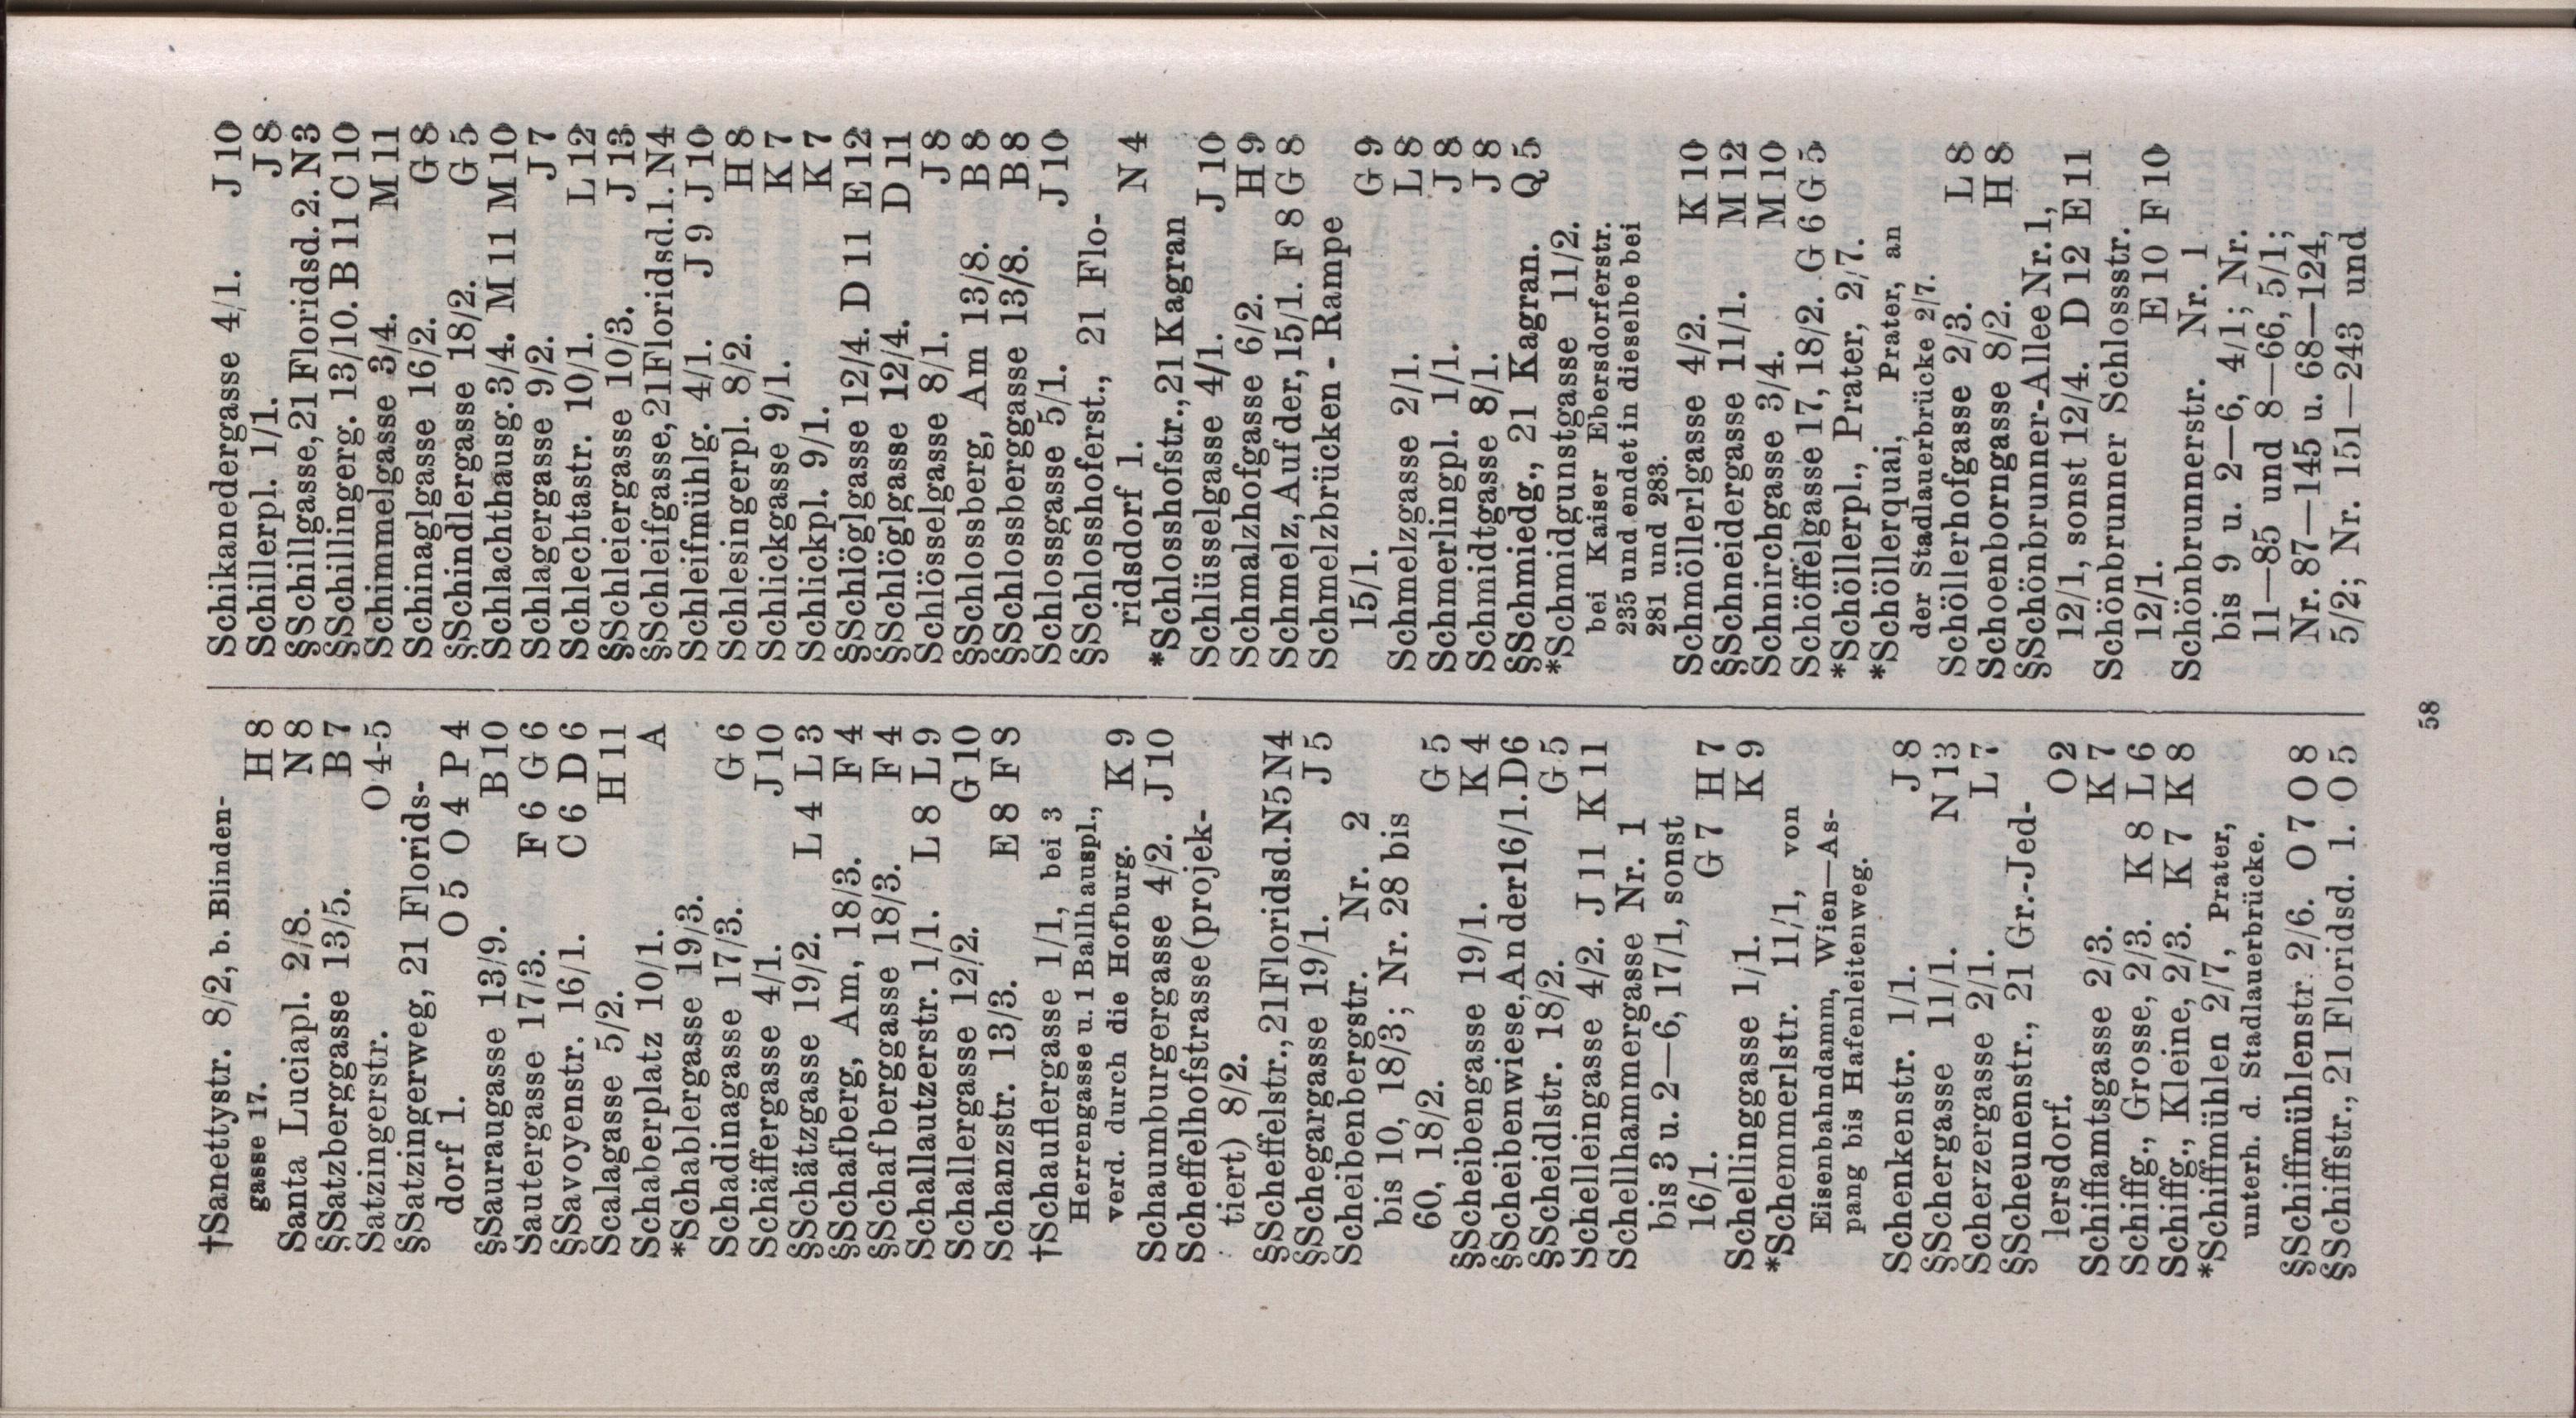 †Sanettystr. 8/2, b. Blinden-
gasse 17. H 8
Santa Luciapl. 2/8. N 8
§Satzberggasse 13/5. B 7
Satzingerstr. O 4-5
§Satzingerweg, 21 Florids-
dorf 1. O 5 O 4 P 4
§Sauraugasse 13/9. B 10
Sautergasse 17/3. F 6 G 6
§Savoyenstr. 16/1. C 6 D 6
Scalagasse 5/2. H 11
Schaberplatz 10/1. A
*Schablergasse 19/3.
Schadinagasse 17/3. G 6
Schäffergasse 4/1. J 10
§Schätzgasse 19/2. L 4 L 3
§Schafberg, Am, 18/3. F 4
§Schafberggasse 18/3. F 4
Schallautzerstr. 1/1. L 8 L 9
Schallergasse 12/2. G 10
Schanzstr. 13/3. E 8 F 8
†Schauflergasse 1/1, bei 3
Herrengasse u. 1 Ballhauspl.,
verd. durch die Hofburg. K 9
Schaumburgergasse 4/2. J 10
Scheffelhofstrasse (projek-
tiert) 8/2.
§Scheffelstr., 21 Floridsd. N5 N4
§Schegargasse 19/1. J 5
Scheibenbergstr. Nr. 2
bis 10, 18/3; Nr. 28 bis
60, 18/2. G 5
§Scheibengasse 19/1. K 4
§Scheibenwiese, An der 16/1. D6
§Scheidlstr. 18/2. G 5
Schelleingasse 4/2. J 11 K 11
Schellhammergasse Nr. 1
bis 3 u. 2—6, 17/1, sonst
16/1. G 7 H 7
Schellinggasse 1/1. K 9
*Schemmerlstr. 11/1, von
Eisenbahndamm, Wien—As-
pang bis Hafenleitenweg.
Schenkenstr. 1/1. J 8
§Schergasse 11/1. N 13
Scherzergasse 2/1. L 7
§Scheunenstr., 21 Gr.-Jed-
lersdorf. O 2
Schiffamtsgasse 2/3. K 7
Schiffg., Grosse, 2/3. K 8 L 6
Schiffg., Kleine, 2/3. K 7 K 8
*Schiffmühlen 2/7, Prater,
unterh. d. Stadlauerbrücke.
§Schiffmühlenstr. 2/6. O 7 O 8
§Schiffstr., 21 Floridsd. 1. O 5
Schikanedergasse 4/1. J 10
Schillerpl. 1/1. J 8
§Schillgasse, 21 Floridsd. 2. N3
§Schillingerg. 13/10. B 11 C 10
Schimmelgasse 3/4. M 11
Schinaglgasse 16/2. G 8
§Schindlergasse 18/2. G 5
Schlachthausg. 3/4. M 11 M 10
Schlagergasse 9/2. J 7
Schlechtastr. 10/1. L 12
§Schleiergasse 10/3. J 13
§Schleifgasse, 21 Floridsd. 1. N4
Schleifmühlg. 4/1. J 9 J 10
Schlesingerpl. 8/2. H 8
Schlickgasse 9/1. K 7
Schlickpl. 9/1. K 7
§Schlöglgasse 12/4. D 11 E 12
§Schlöglgasse 12/4. D 11
Schlösselgasse 8/1. J 8
§Schlossberg, Am 13/8. B 8
§Schlossberggasse 13/8. B 8
Schlossgasse 5/1. J 10
§Schlosshoferst., 21 Flo-
ridsdorf 1. N 4
*Schlosshofstr., 21 Kagran
Schlüsselgasse 4/1. J 10
Schmalzhofgasse 6/2. H 9
Schmelz, Auf der, 15/1. F 8 G 8
Schmelzbrücken - Rampe
15/1. G 9
Schmelzgasse 2/1. L 8
Schmerlingpl. 1/1. J 8
Schmidtgasse 8/1. J 8
§Schmiedg., 21 Kagran. Q 5
*Schmidgunstgasse 11/2.
bei Kaiser Ebersdorferstr.
235 und endet in dieselbe bei
281 und 283.
Schmöllerlgasse 4/2. K 10
§Schneidergasse 11/1. M 12
Schnirchgasse 3/4. M 10
Schöffelgasse 17, 18/2. G 6 G 5
*Schöllerpl., Prater, 2/7.
*Schöllerquai, Prater, an
der Stadlauerbrücke 2/7.
Schöllerhofgasse 2/3. L 8
Schoenborngasse 8/2. H 8
§Schönbrunner-Allee Nr. 1,
12/1, sonst 12/4. D 12 E 11
Schönbrunner Schlossstr.
12/1. E 10 F 10
Schönbrunnerstr. Nr. 1
bis 9 u. 2—6, 4/1; Nr.
11—85 und 8—66, 5/1;
Nr. 87—145 u. 68—124,
5/2; Nr. 151—243 und
58